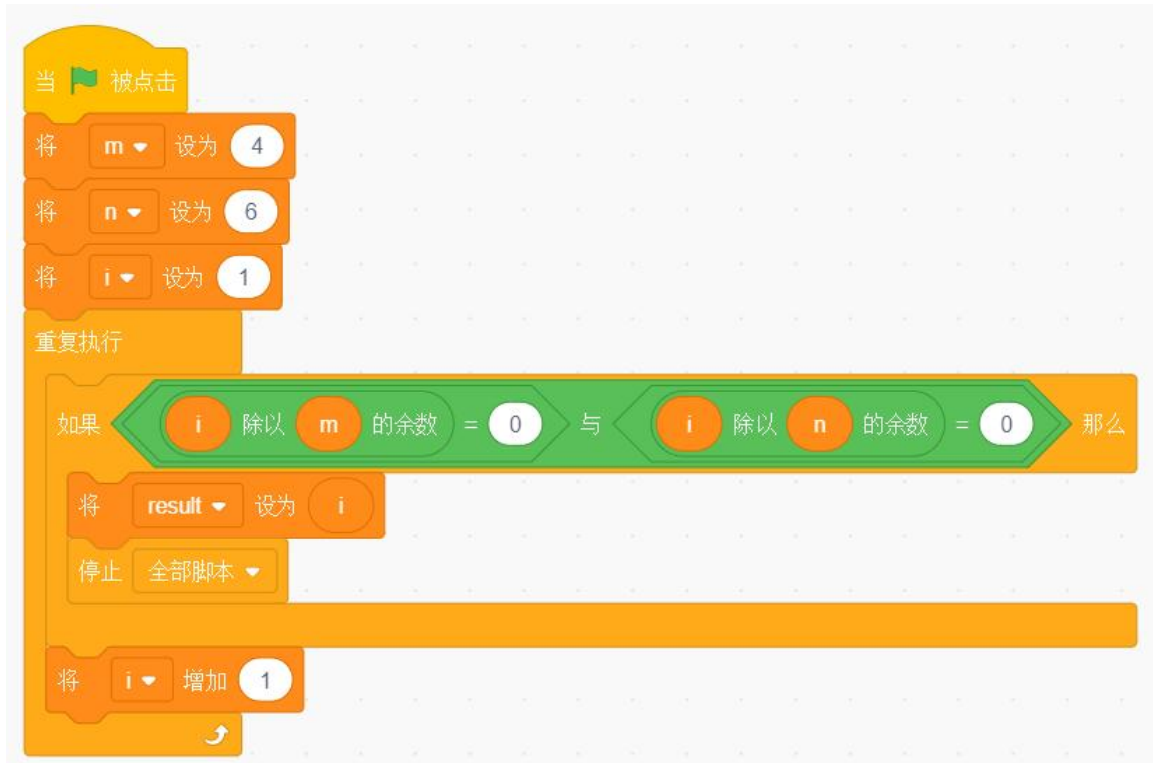 当 被点击
将 m 设为 4
将 n 设为 6
将 i 设为 1
重复执行
如果 i 除以 m 的余数 = 0 与 i 除以 n 的余数 = 0 那么
将 result 设为 i
停止 全部脚本
将 i 增加 1